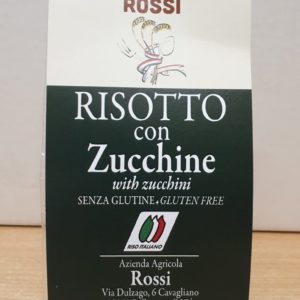 ROSSI
RISOTTO
con
Zucchine
with zucchini
SENZA GLUTINE • GLUTEN FREE
RISO ITALIANO
Azienda Agricola
Rossi
Via Dulzago, 6 Cavagliano